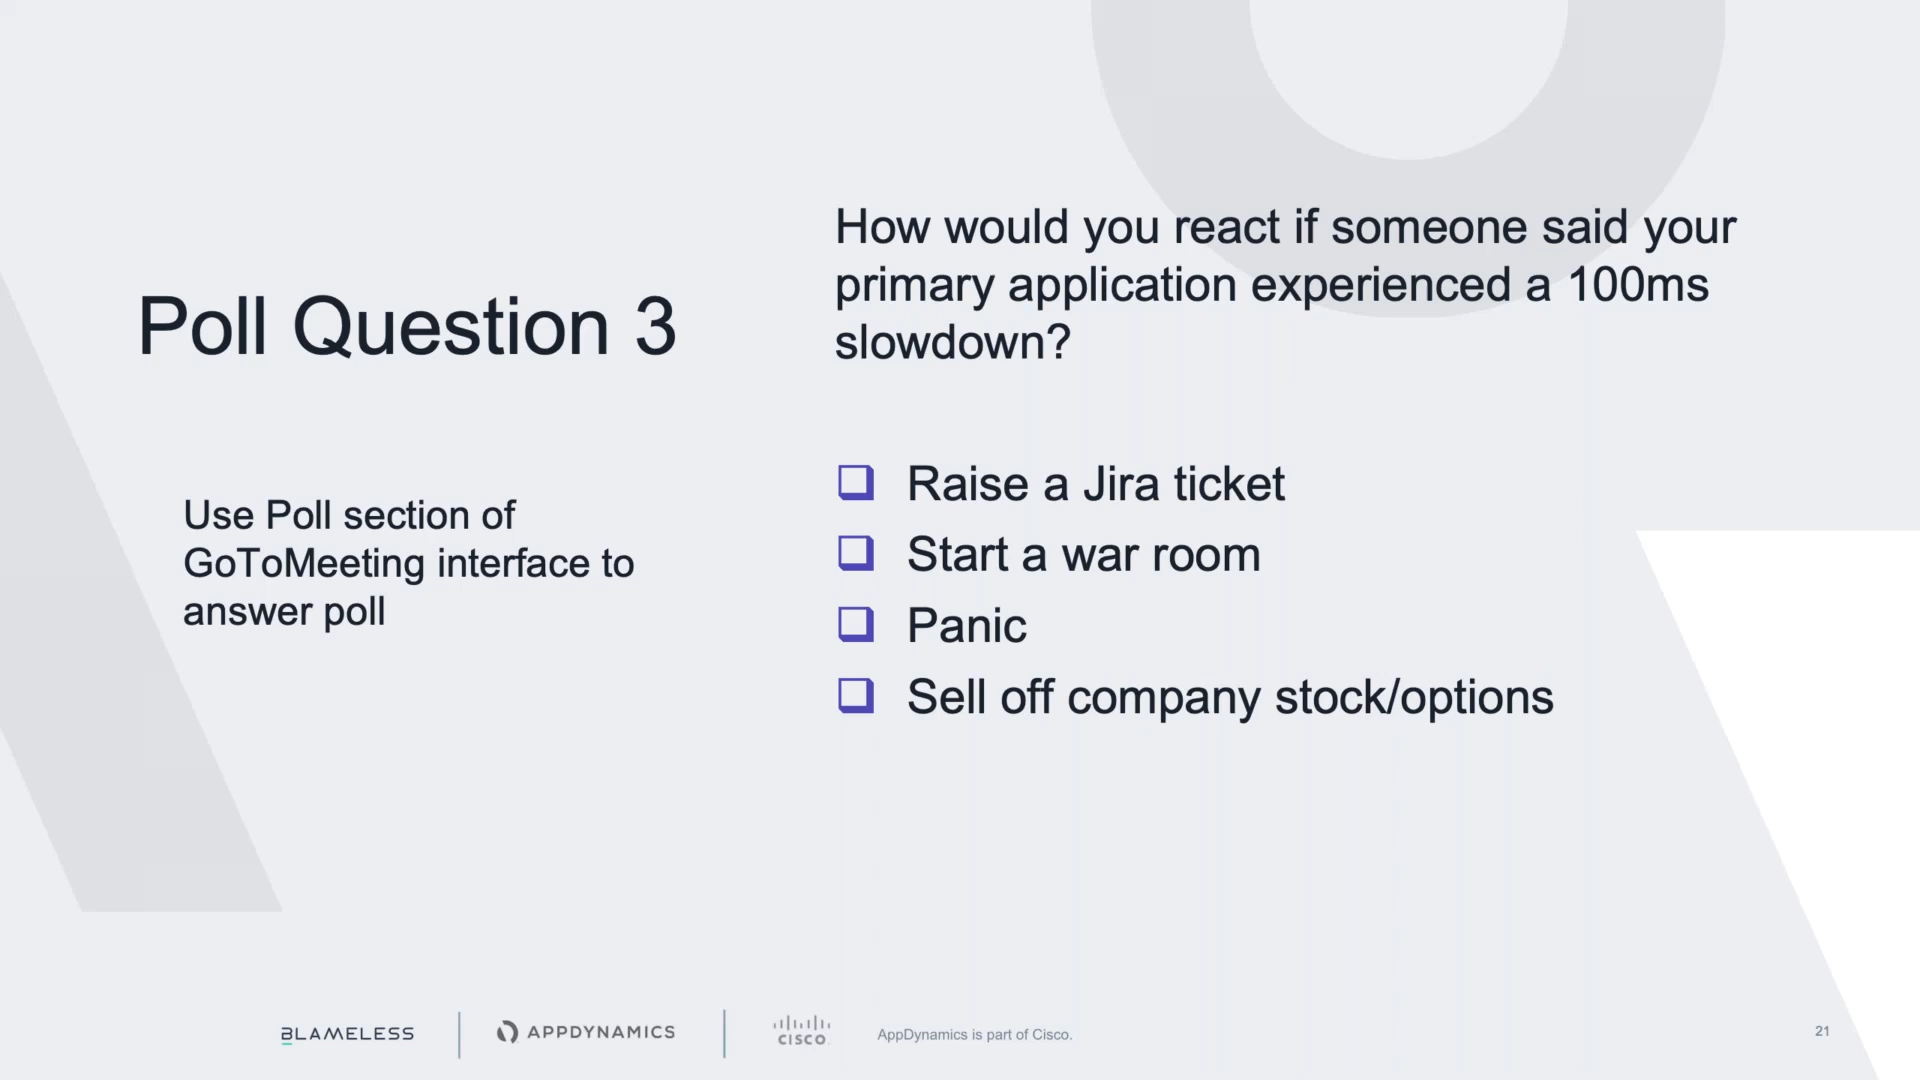 Poll Question 3
Use Poll section of
GoToMeeting interface to
answer poll
How would you react if someone said your
primary application experienced a 100ms
slowdown?
Raise a Jira ticket
Start a war room
Panic
Sell off company stock/options
BLAMELESS
APPDYNAMICS
CISCO
AppDynamics is part of Cisco.
21